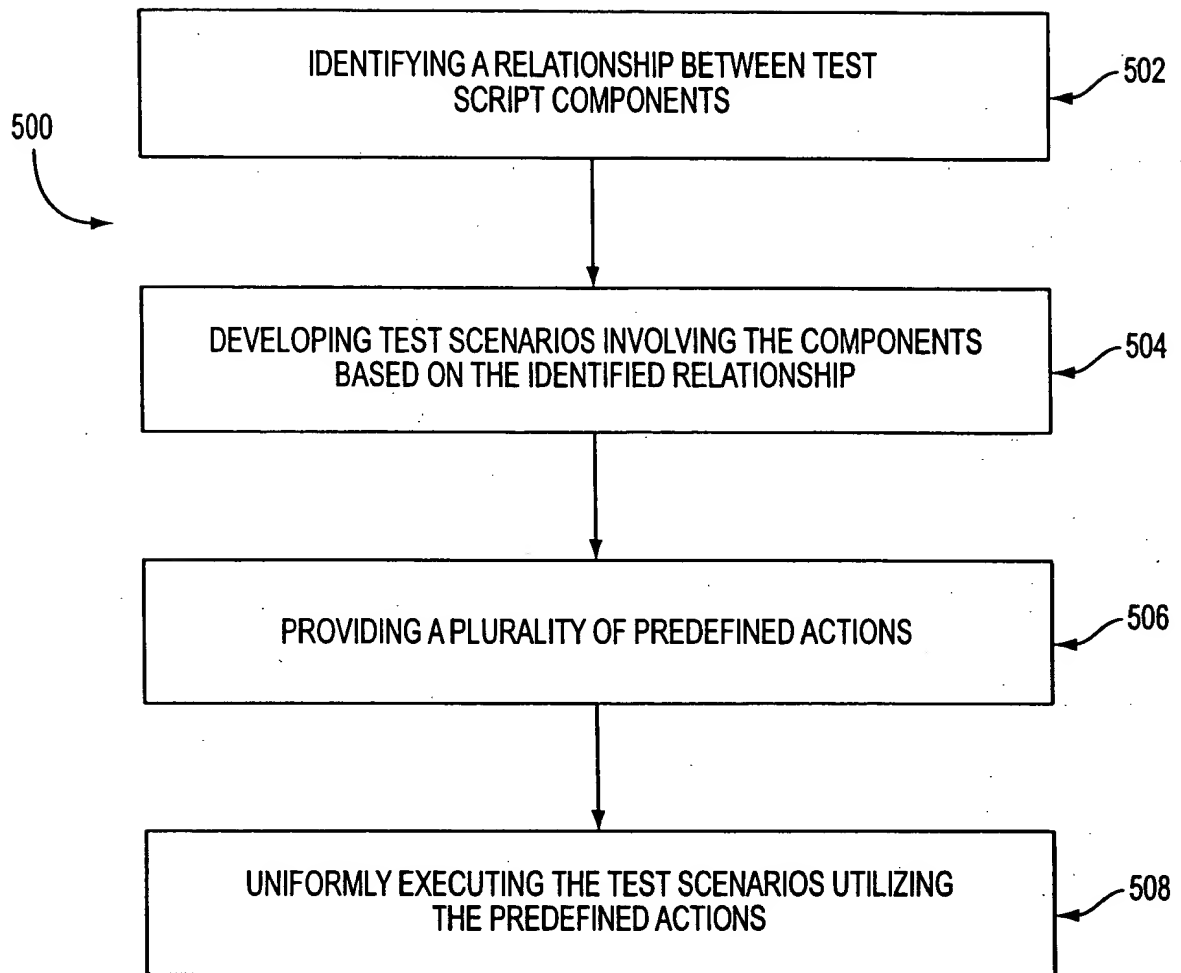 IDENTIFYING A RELATIONSHIP BETWEEN TEST
SCRIPT COMPONENTS
502
500
DEVELOPING TEST SCENARIOS INVOLVING THE COMPONENTS
BASED ON THE IDENTIFIED RELATIONSHIP
504
PROVIDING A PLURALITY OF PREDEFINED ACTIONS
506
UNIFORMLY EXECUTING THE TEST SCENARIOS UTILIZING
THE PREDEFINED ACTIONS
508